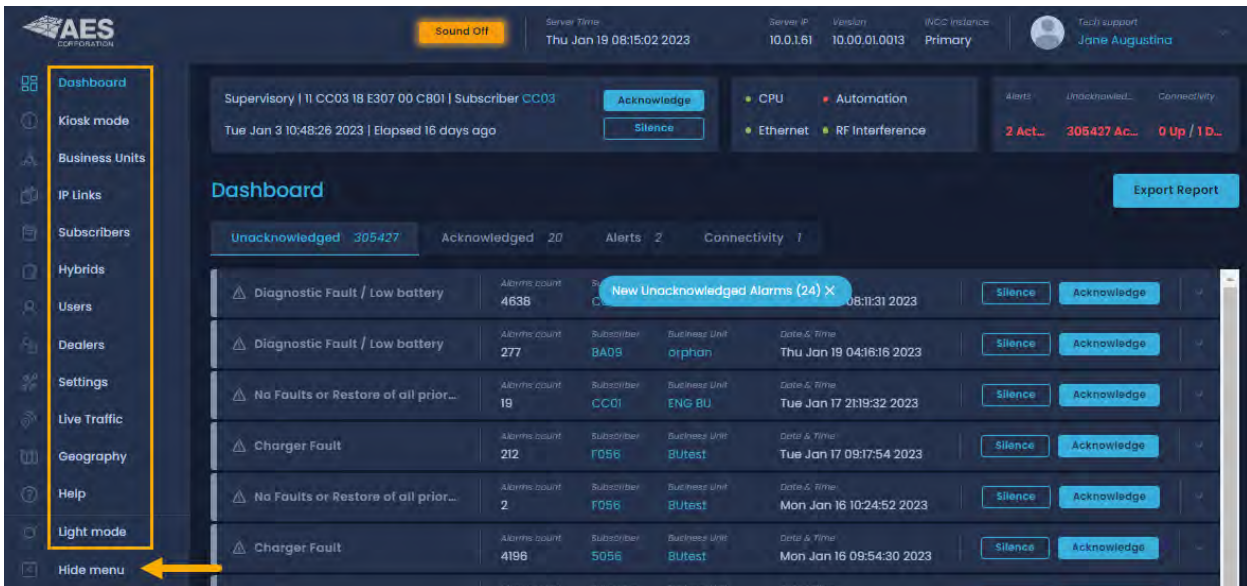 AES
CORPORATION
Sound Off
Server Time
Thu Jan 19 08:15:02 2023
Server IP
10.0.1.61
Version
10.00.01.0013
INCC Instance
Primary
Tech support
Jane Augustina
Dashboard
Kiosk mode
Business Units
IP Links
Subscribers
Hybrids
Users
Dealers
Settings
Live Traffic
Geography
Help
Light mode
Hide menu
Supervisory | 11 CC03 18 E307 00 C801 | Subscriber CC03
Tue Jan 3 10:48:26 2023 | Elapsed 16 days ago
Acknowledge
Silence
CPU
Automation
Ethernet
RF Interference
Alerts
2 Act...
Unacknowled...
305427 Ac...
Connectivity
0 Up / 1 D...
Dashboard
Export Report
Unacknowledged 305427
Acknowledged 20
Alerts 2
Connectivity 1
New Unacknowledged Alarms (24) X
Diagnostic Fault / Low battery
Alarms count
4638
08:11:31 2023
Silence
Acknowledge
Diagnostic Fault / Low battery
Alarms count
277
Subscriber
BA09
Business Unit
orphan
Date & Time
Thu Jan 19 04:16:16 2023
Silence
Acknowledge
No Faults or Restore of all prior...
Alarms count
19
Subscriber
CC01
Business Unit
ENG BU
Date & Time
Tue Jan 17 21:19:32 2023
Silence
Acknowledge
Charger Fault
Alarms count
212
Subscriber
F056
Business Unit
BUtest
Date & Time
Tue Jan 17 09:17:54 2023
Silence
Acknowledge
No Faults or Restore of all prior...
Alarms count
2
Subscriber
F056
Business Unit
BUtest
Date & Time
Mon Jan 16 10:24:52 2023
Silence
Acknowledge
Charger Fault
Alarms count
4196
Subscriber
5056
Business Unit
BUtest
Date & Time
Mon Jan 16 09:54:30 2023
Silence
Acknowledge